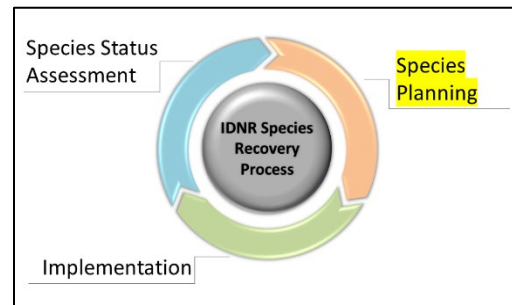 Species Status
Assessment
Species
Planning
IDNR Species
Recovery
Process
Implementation